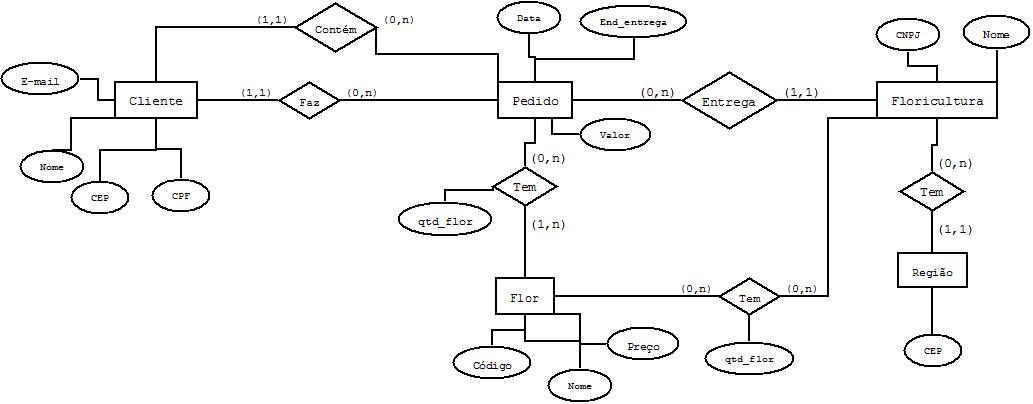 (1,1)
Contém
(0,n)
Data
End_entrega
CNPJ
Nome
E-mail
Cliente
(1,1)
Faz
(0,n)
Pedido
(0,n)
Entrega
(1,1)
Floricultura
Valor
Nome
CEP
CPF
(0,n)
Tem
qtd_flor
(1,n)
(0,n)
Tem
(1,1)
Região
Flor
(0,n)
Tem
(0,n)
Código
Preço
Nome
qtd_flor
CEP